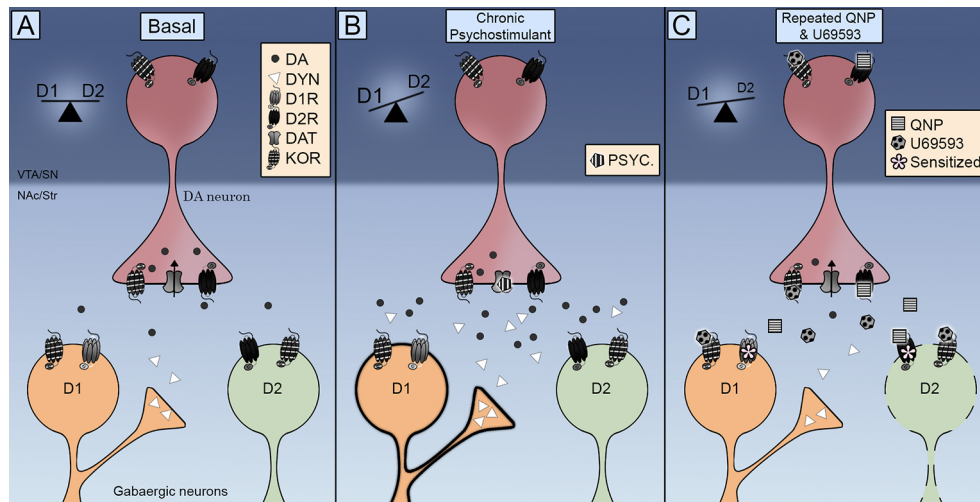 A
Basal
D1 D2
DA
DYN
D1R
D2R
DAT
KOR
VTA/SN
NAc/Str
DA neuron
D1
D2
Gabaergic neurons
B
Chronic
Psychostimulant
D1 D2
PSYC.
D1
D2
C
Repeated QNP
& U69593
D1 D2
QNP
U69593
Sensitized
D1
D2